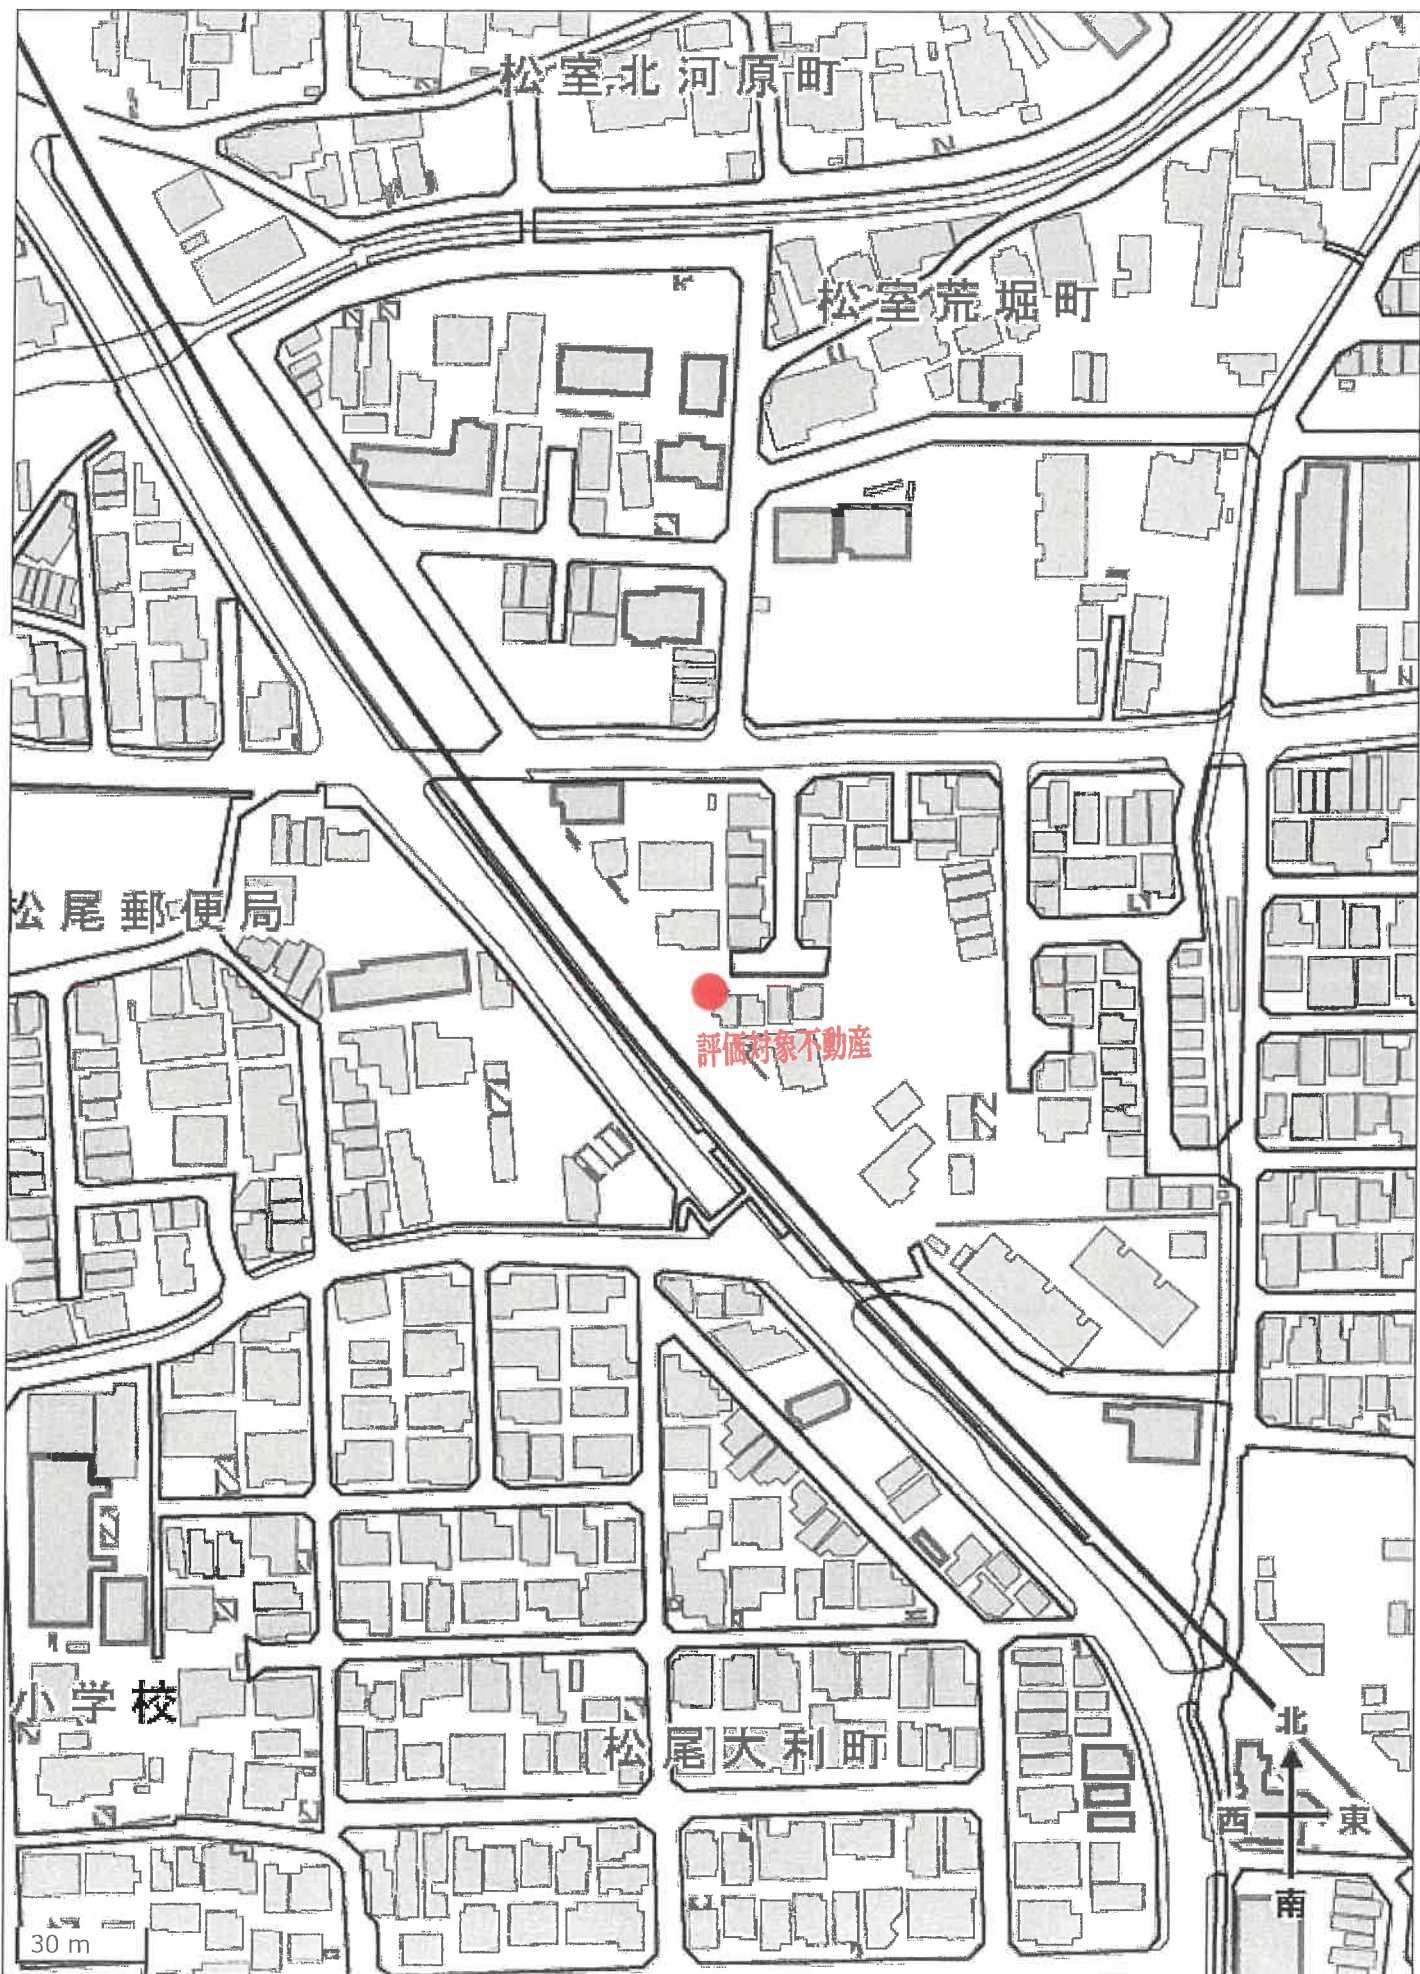 松室北河原町
松室荒堀町
松尾郵便局
評価対象不動産
小学校
松尾大利町
北
西 東
南
30 m